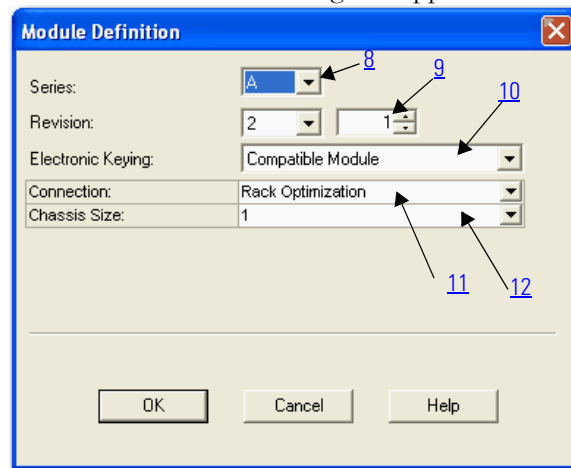 Module Definition
8
9
Series: A
10
Revision: 2 1
Electronic Keying: Compatible Module
Connection: Rack Optimization
Chassis Size: 1
11
12
OK Cancel Help